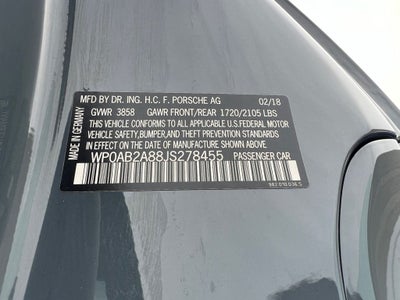 MFD BY DR. ING. H.C. F. PORSCHE AG 02/18
GVWR 3858 GAWR FRONT/REAR 1720/2105 LBS
THIS VEHICLE CONFORMS TO ALL APPLICABLE U.S.FEDERAL MOTOR
VEHICLE SAFETY, BUMPER,AND THEFT PREVENTION STANDARDS
IN EFFECT ON THE DATE OF MANUFACTURE SHOWN ABOVE.
WP0AB2A88JS278455 PASSENGER CAR
MADE IN GERMANY